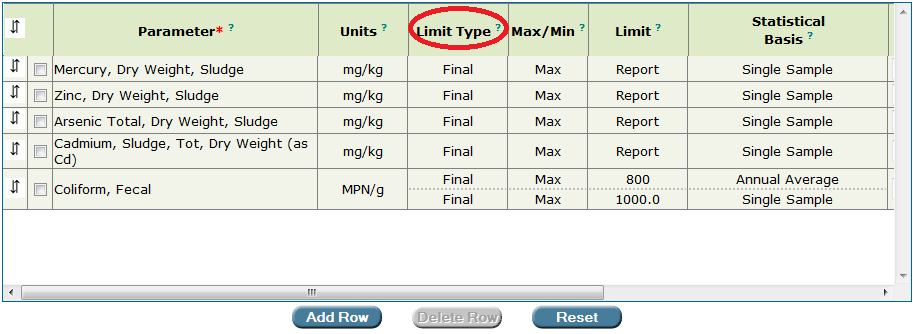 Parameter* ? Units ? Limit Type ? Max/Min ? Limit ? Statistical Basis ?
Mercury, Dry Weight, Sludge mg/kg Final Max Report Single Sample
Zinc, Dry Weight, Sludge mg/kg Final Max Report Single Sample
Arsenic Total, Dry Weight, Sludge mg/kg Final Max Report Single Sample
Cadmium, Sludge, Tot, Dry Weight (as Cd) mg/kg Final Max Report Single Sample
Coliform, Fecal MPN/g Final Max 800 Annual Average
Final Max 1000.0 Single Sample
Add Row Delete Row Reset